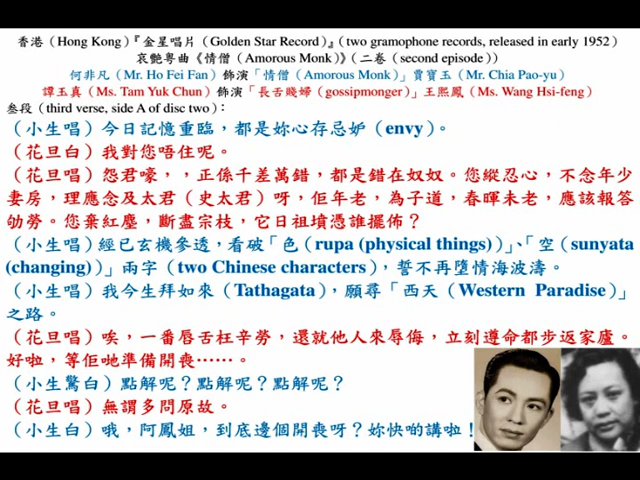 香港（Hong Kong）『金星唱片（Golden Star Record）』（two gramophone records, released in early 1952）
哀艷粵曲《情僧（Amorous Monk）》（二卷（second episode））
何非凡（Mr. Ho Fei Fan）飾演「情僧（Amorous Monk）」賈寶玉（Mr. Chia Pao-yu）
譚玉真（Ms. Tam Yuk Chun）飾演「長舌賤婦（gossipmonger）」王熙鳳（Ms. Wang Hsi-feng）
叁段（third verse, side A of disc two）：
（小生唱）今日記憶重臨，都是妳心存忌妒（envy）。
（花旦白）我對您唔住呢。
（花旦唱）怨君嚎，，正係千差萬錯，都是錯在奴奴。您縱忍心，不念年少
妻房，理應念及太君（史太君）呀，佢年老，為子道，春暉未老，應該報答
劬勞。您棄紅塵，斷盡宗枝，它日祖墳憑誰擺佈？
（小生唱）經已玄機參透，看破「色（rupa (physical things)）」、「空（sunyata
(changing)）」兩字（two Chinese characters），誓不再墮情海波濤。
（小生唱）我今生拜如來（Tathagata），願尋「西天（Western Paradise）」
之路。
（花旦唱）唉，一番唇舌枉辛勞，還就他人來辱侮，立刻遵命都步返家廬。
好啦，等佢哋準備開喪⋯⋯。
（小生驚白）點解呢？點解呢？點解呢？
（花旦唱）無謂多問原故。
（小生白）哦，阿鳳姐，到底邊個開喪呀？妳快的講啦！